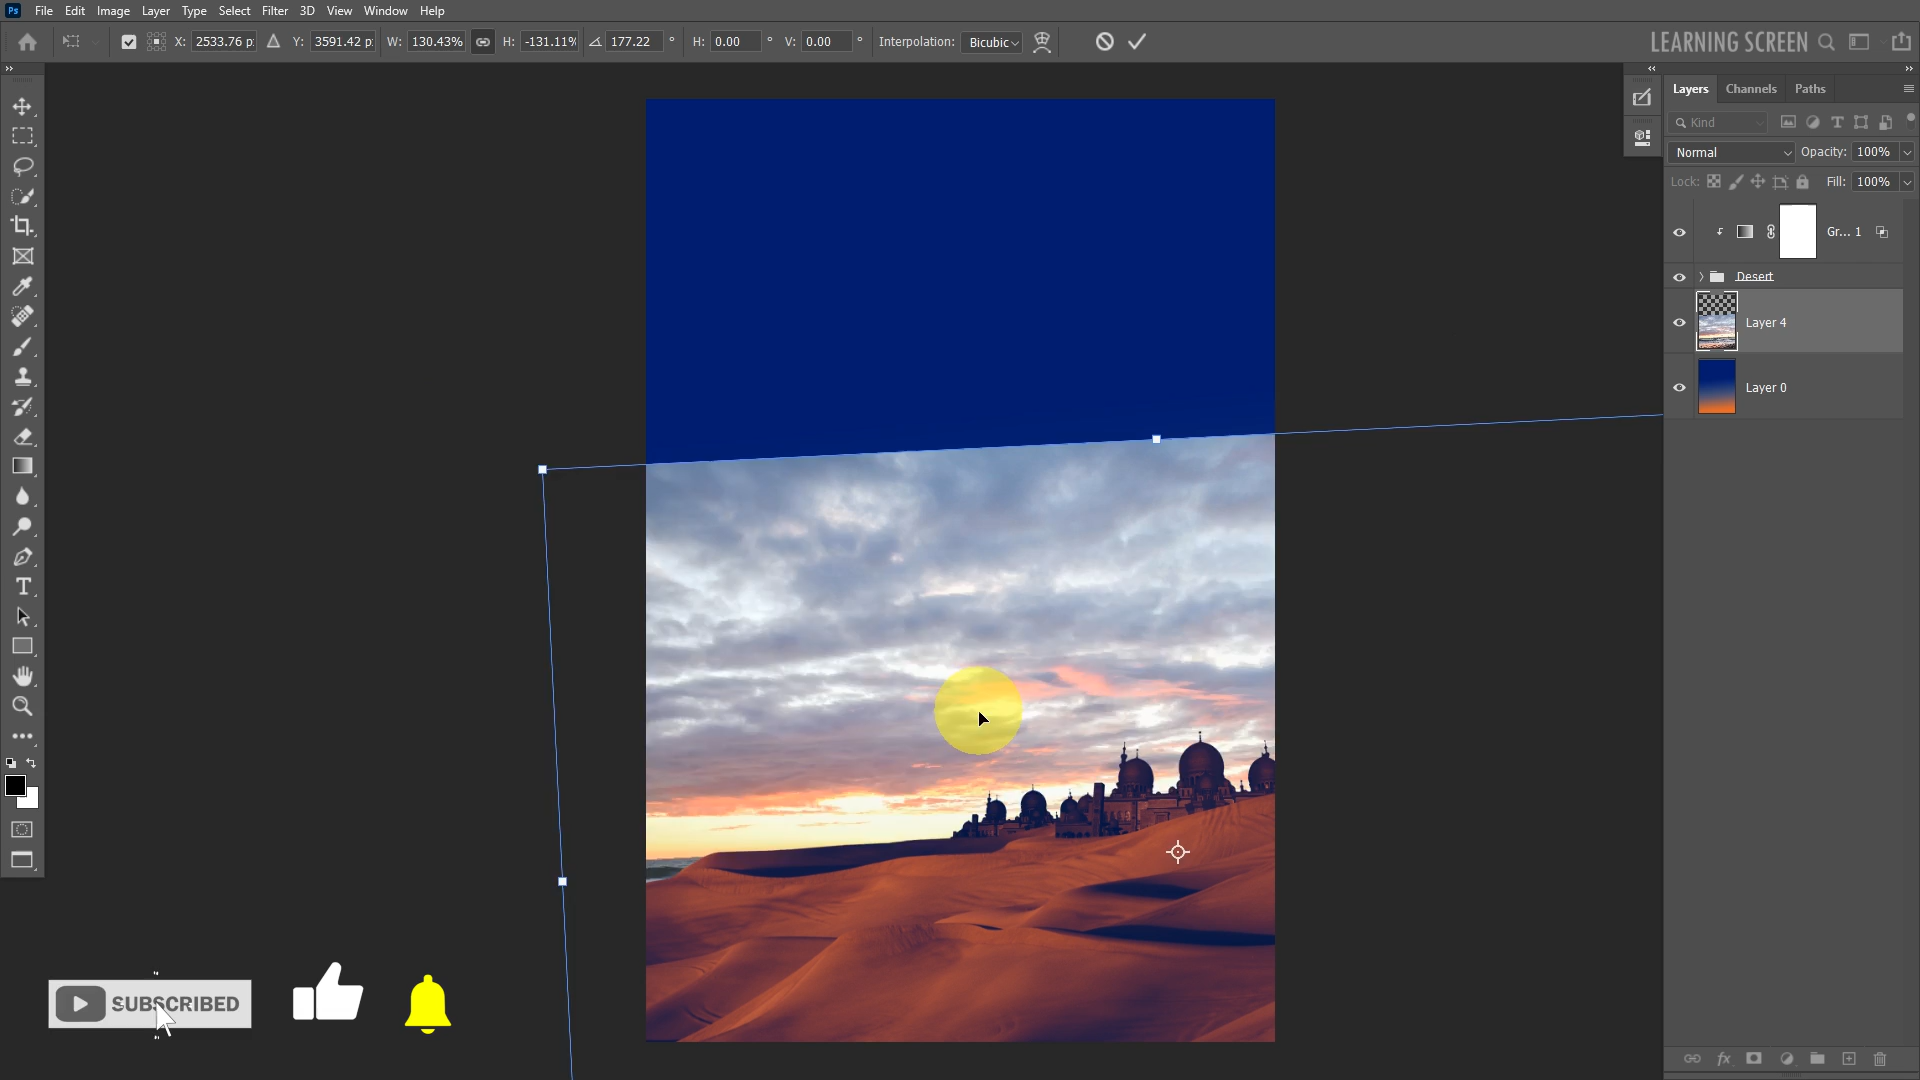 Ps File Edit Image Layer Type Select Filter 3D View Window Help
X: 2533.76 p: Y: 3591.42 p: W: 130.43% H: -131.11% 177.22 ° H: 0.00 ° V: 0.00 ° Interpolation: Bicubic LEARNING SCREEN
Layers Channels Paths
Kind
Normal Opacity: 100%
Lock: Fill: 100%
Gr... 1
Desert
Layer 4
Layer 0
SUBSCRIBED